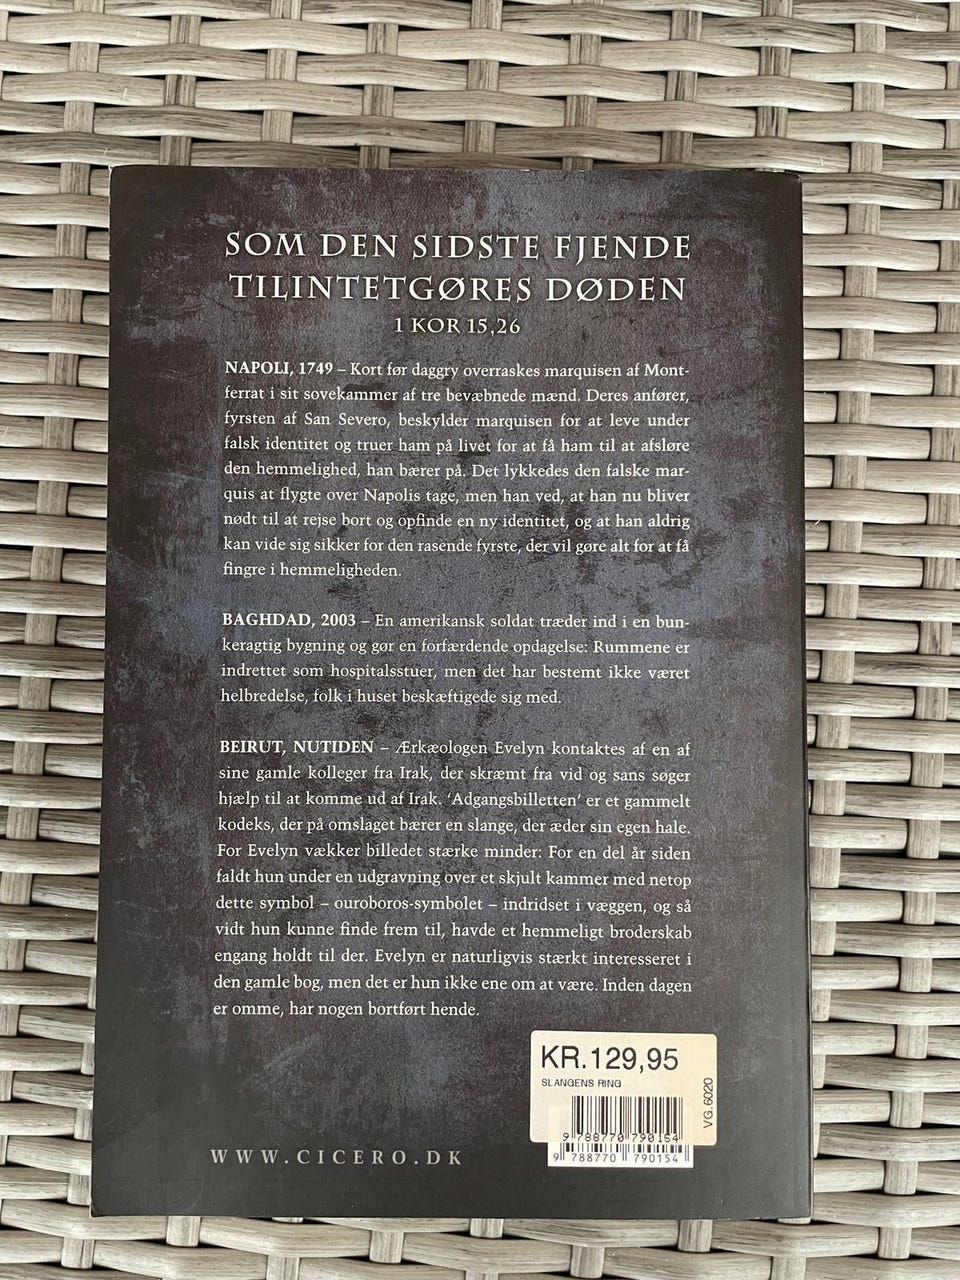 SOM DEN SIDSTE FJENDE
TILINTETGØRES DØDEN
1 KOR 15,26
NAPOLI, 1749 – Kort før daggry overraskes marquisen af Mont-
ferrat i sit sovekammer af tre bevæbnede mænd. Deres anfører,
fyrsten af San Severo, beskylder marquisen for at leve under
falsk identitet og truer ham på livet for at få ham til at afsløre
den hemmelighed, han bærer på. Det lykkedes den falske mar-
quis at flygte over Napolis tage, men han ved, at han nu bliver
nødt til at rejse bort og opfinde en ny identitet, og at han aldrig
kan vide sig sikker for den rasende fyrste, der vil gøre alt for at få
fingre i hemmeligheden.
BAGHDAD, 2003 – En amerikansk soldat træder ind i en bun-
keragtig bygning og gør en forfærdende opdagelse: Rummene er
indrettet som hospitalsstuer, men det har bestemt ikke været
helbredelse, folk i huset beskæftigede sig med.
BEIRUT, NUTIDEN – Ærkæologen Evelyn kontaktes af en af
sine gamle kolleger fra Irak, der skræmt fra vid og sans søger
hjælp til at komme ud af Irak. 'Adgangsbilletten' er et gammelt
kodeks, der på omslaget bærer en slange, der æder sin egen hale.
For Evelyn vækker billedet stærke minder: For en del år siden
faldt hun under en udgravning over et skjult kammer med netop
dette symbol – ouroboros-symbolet – indridset i væggen, og så
vidt hun kunne finde frem til, havde et hemmeligt broderskab
engang holdt til der. Evelyn er naturligvis stærkt interesseret i
den gamle bog, men det er hun ikke ene om at være. Inden dagen
er omme, har nogen bortført hende.
KR.129,95
SLANGENS RING
VG.6020
9 788770 790154
9 788770 790154
WWW.CICERO.DK